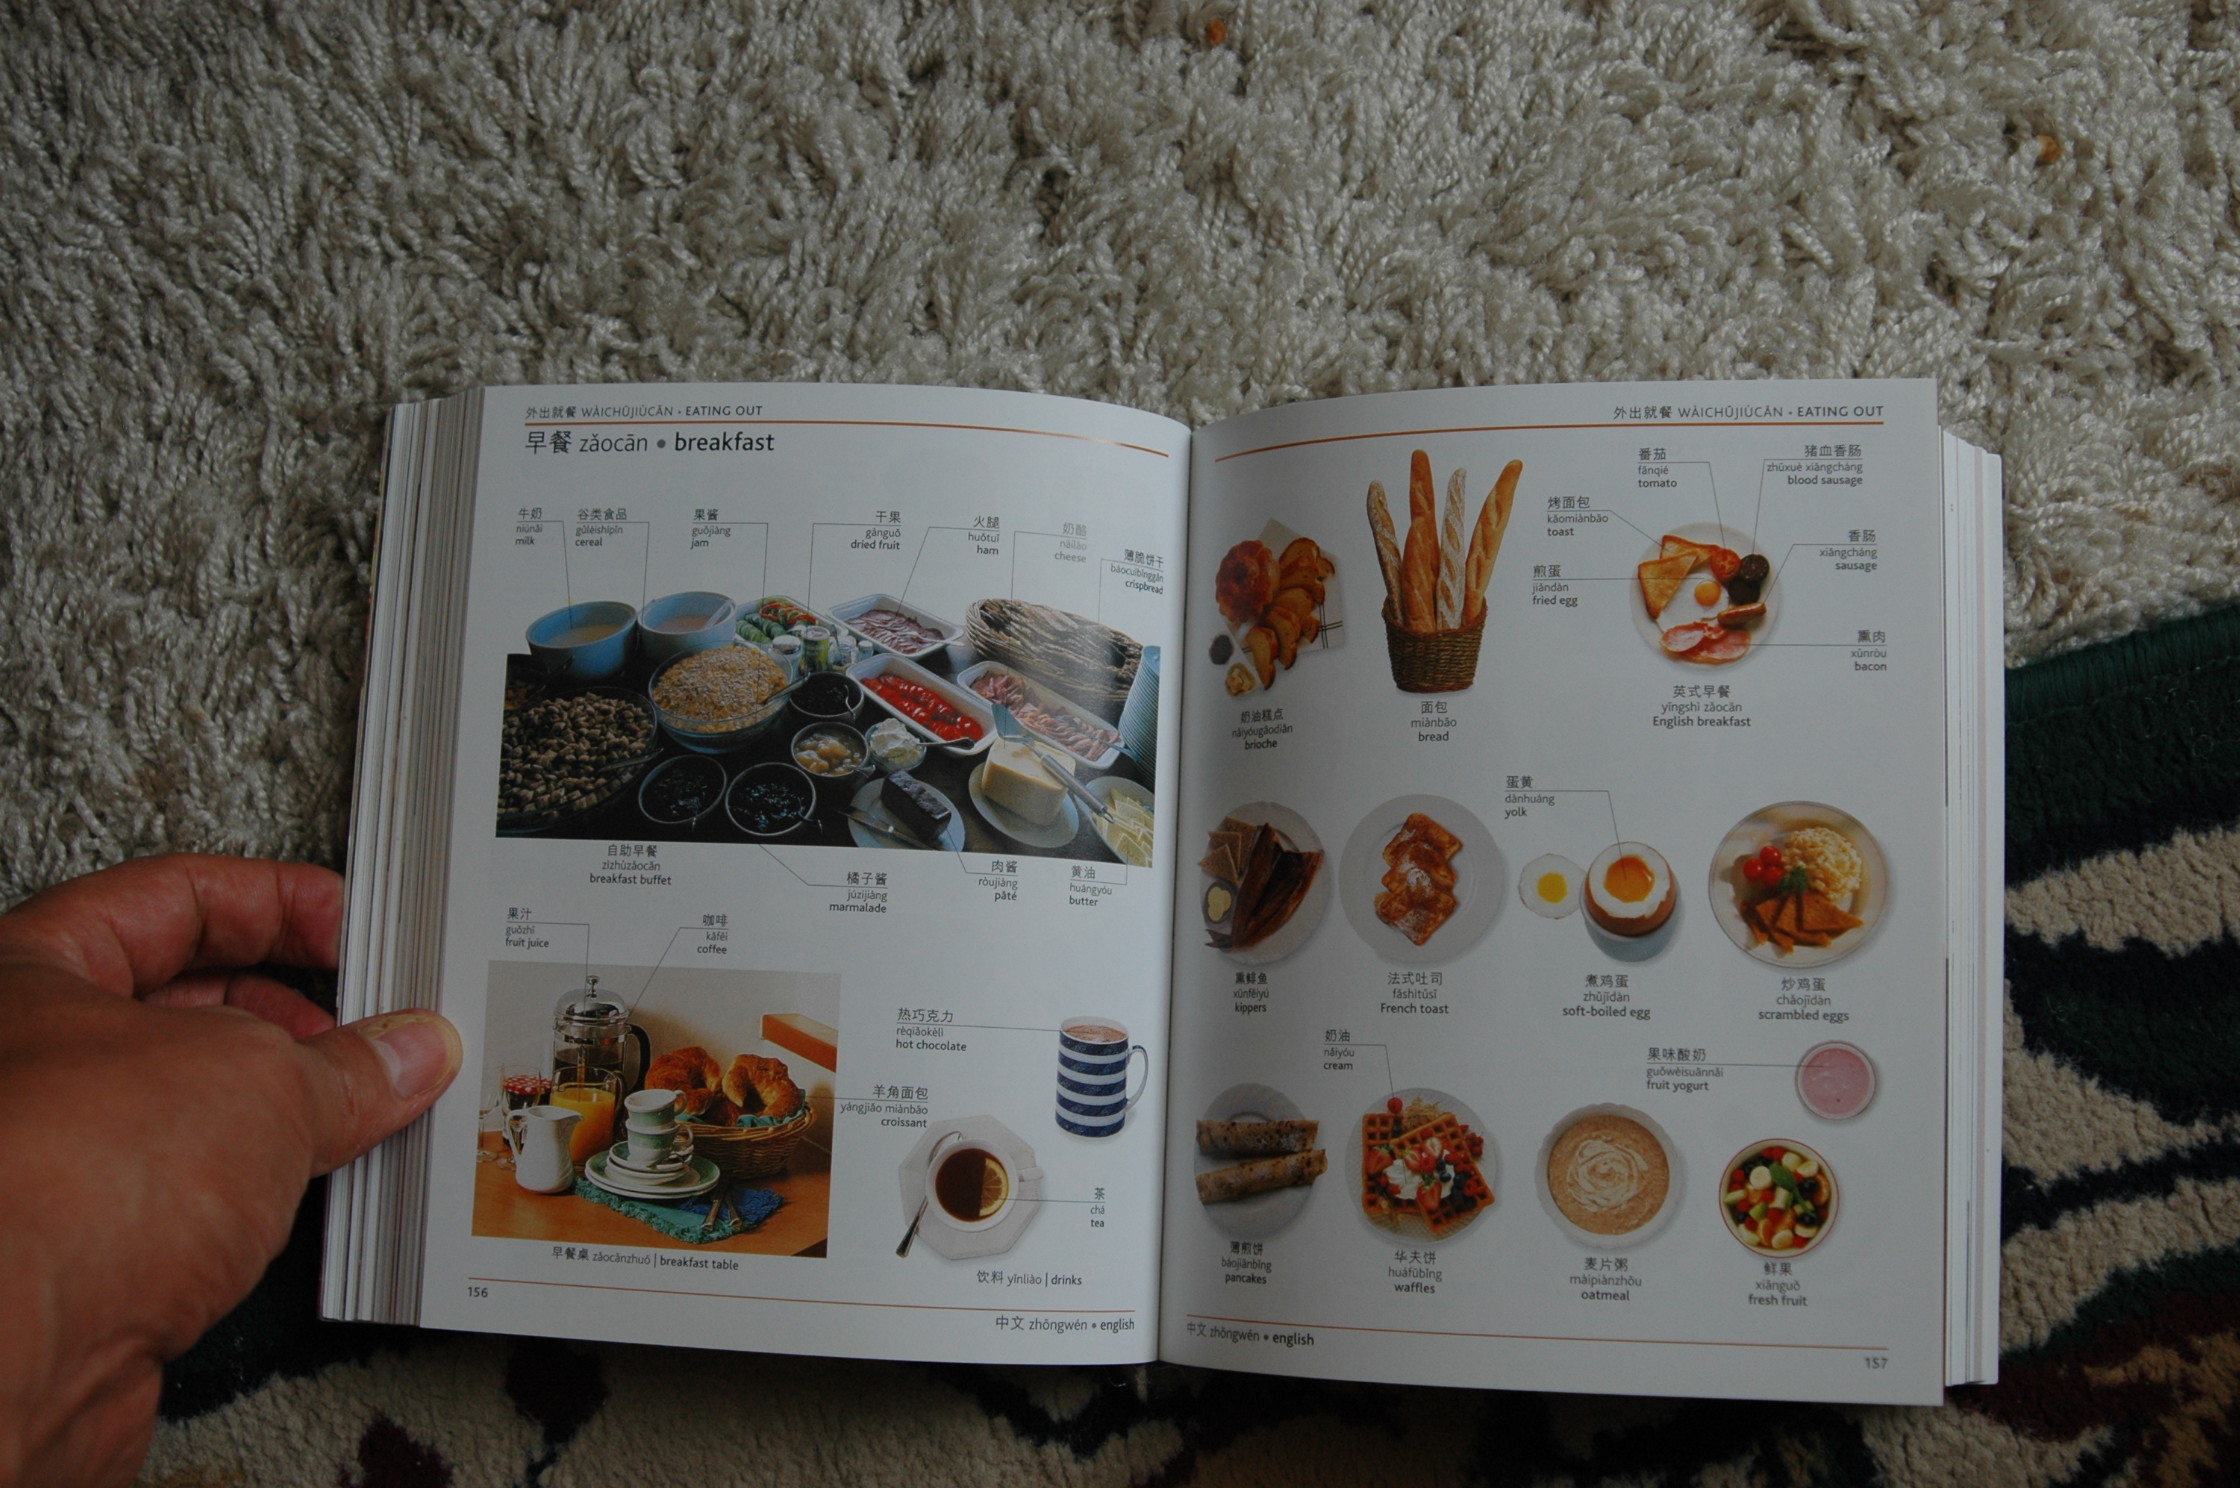 外出就餐 WÀICHŪJIÙCĀN • EATING OUT
早餐 zǎocān • breakfast
牛奶
niúnǎi
milk
谷类食品
gǔlèishípǐn
cereal
果酱
guǒjiàng
jam
干果
gānguǒ
dried fruit
火腿
huǒtuǐ
ham
奶酪
nǎilào
cheese
薄脆饼干
báocuìbǐnggān
crispbread
自助早餐
zìzhùzǎocān
breakfast buffet
橘子酱
júzijiàng
marmalade
肉酱
ròujiàng
pâté
黄油
huángyóu
butter
果汁
guǒzhī
fruit juice
咖啡
kāfēi
coffee
羊角面包
yángjiǎo miànbāo
croissant
热巧克力
rèqiǎokèlì
hot chocolate
茶
chá
tea
早餐桌 zǎocānzhuō | breakfast table
饮料 yǐnliào | drinks
156
中文 zhōngwén • english
外出就餐 WÀICHŪJIÙCĀN • EATING OUT
奶油糕点
nǎiyóugāodiǎn
brioche
面包
miànbāo
bread
烤面包
kǎomiànbāo
toast
煎蛋
jiāndàn
fried egg
番茄
fānqié
tomato
猪血香肠
zhūxuè xiāngcháng
blood sausage
香肠
xiāngcháng
sausage
熏肉
xūnròu
bacon
英式早餐
yīngshì zǎocān
English breakfast
熏鲱鱼
xūnfēiyú
kippers
法式吐司
fǎshìtǔsī
French toast
蛋黄
dànhuáng
yolk
煮鸡蛋
zhǔjīdàn
soft-boiled egg
炒鸡蛋
chǎojīdàn
scrambled eggs
薄煎饼
báojiānbǐng
pancakes
奶油
nǎiyóu
cream
华夫饼
huáfūbǐng
waffles
麦片粥
màipiànzhōu
oatmeal
果味酸奶
guǒwèisuānnǎi
fruit yogurt
鲜果
xiānguǒ
fresh fruit
中文 zhōngwén • english
157